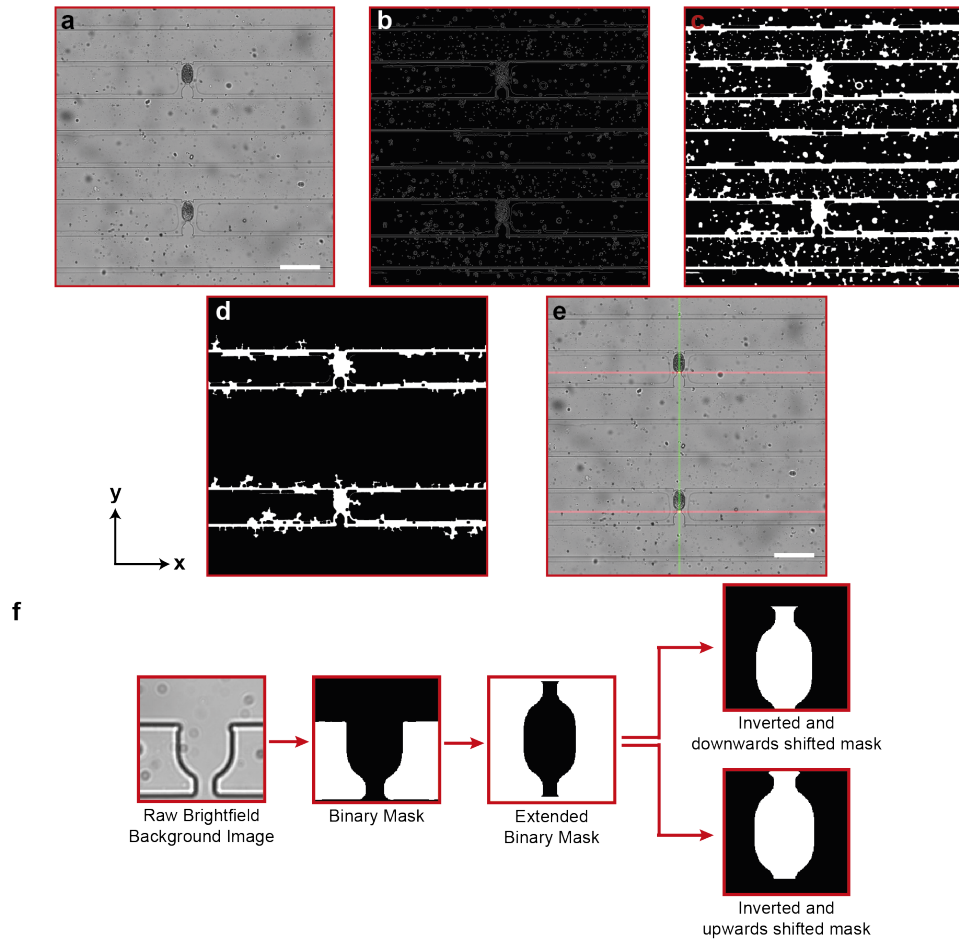 a
b
c
d
e
y
x
f
Raw Brightfield
Background Image
Binary Mask
Extended
Binary Mask
Inverted and
downwards shifted mask
Inverted and
upwards shifted mask